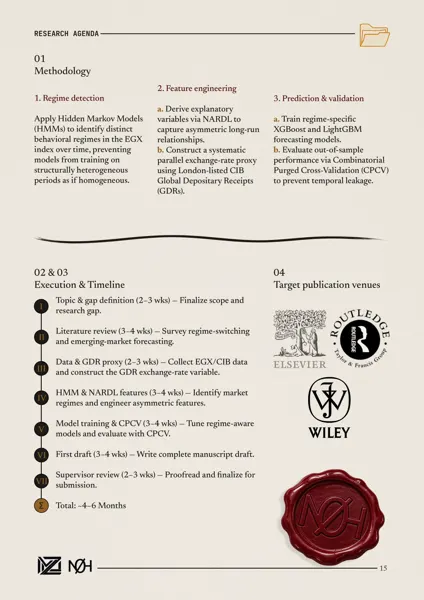 RESEARCH AGENDA
01
Methodology
1. Regime detection
Apply Hidden Markov Models
(HMMs) to identify distinct
behavioral regimes in the EGX
index over time, preventing
models from training on
structurally heterogeneous
periods as if homogeneous.
2. Feature engineering
a. Derive explanatory
variables via NARDL to
capture asymmetric long-run
relationships.
b. Construct a systematic
parallel exchange-rate proxy
using London-listed CIB
Global Depositary Receipts
(GDRs).
3. Prediction & validation
a. Train regime-specific
XGBoost and LightGBM
forecasting models.
b. Evaluate out-of-sample
performance via Combinatorial
Purged Cross-Validation (CPCV)
to prevent temporal leakage.
02 & 03
Execution & Timeline
I
Topic & gap definition (2–3 wks) — Finalize scope and
research gap.
II
Literature review (3–4 wks) — Survey regime-switching
and emerging-market forecasting.
III
Data & GDR proxy (2–3 wks) — Collect EGX/CIB data
and construct the GDR exchange-rate variable.
IV
HMM & NARDL features (3–4 wks) — Identify market
regimes and engineer asymmetric features.
V
Model training & CPCV (3–4 wks) — Tune regime-aware
models and evaluate with CPCV.
VI
First draft (3–4 wks) — Write complete manuscript draft.
VII
Supervisor review (2–3 wks) — Proofread and finalize for
submission.
Σ
Total: ~4–6 Months
04
Target publication venues
ELSEVIER
ROUTLEDGE
ROUTLEDGE
Taylor & Francis Group
WILEY
NØH
NØH
15